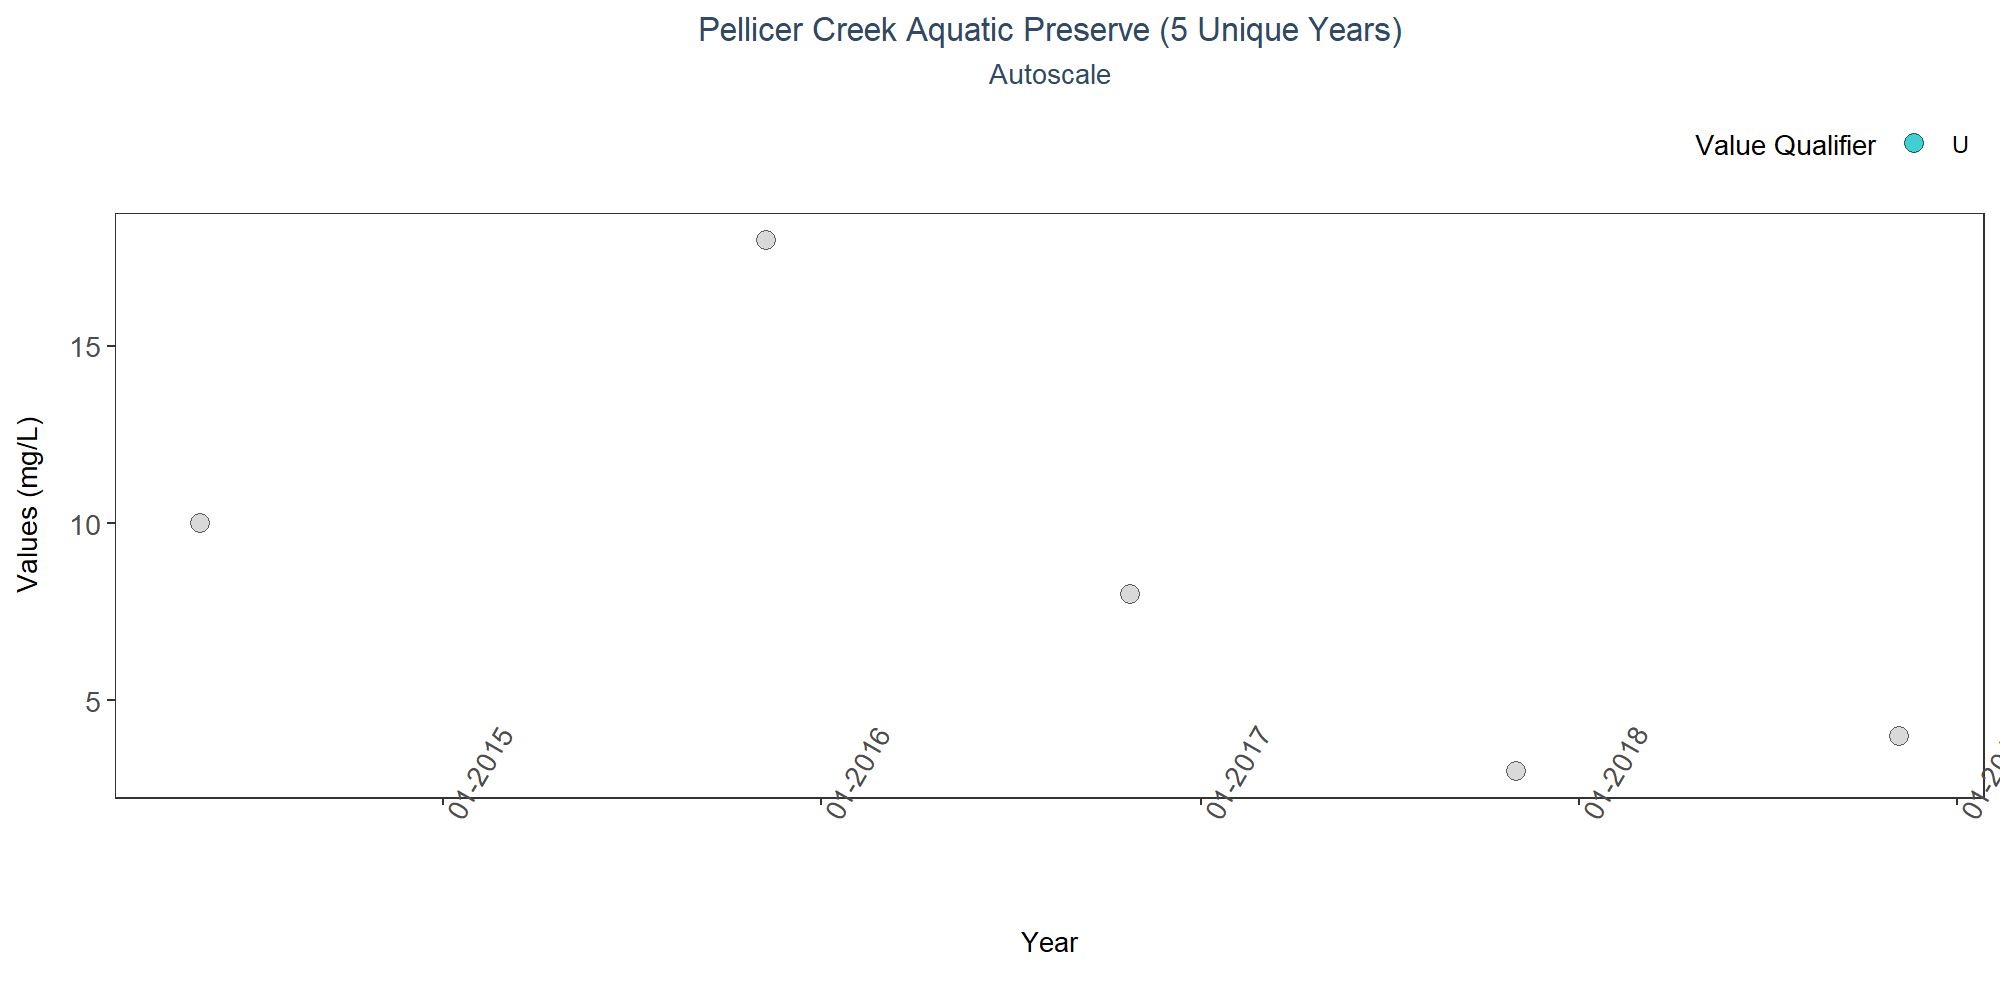 Pellicer Creek Aquatic Preserve (5 Unique Years)
Autoscale
Value Qualifier U
15
10
5
Values (mg/L)
01-2015
01-2016
01-2017
01-2018
Year